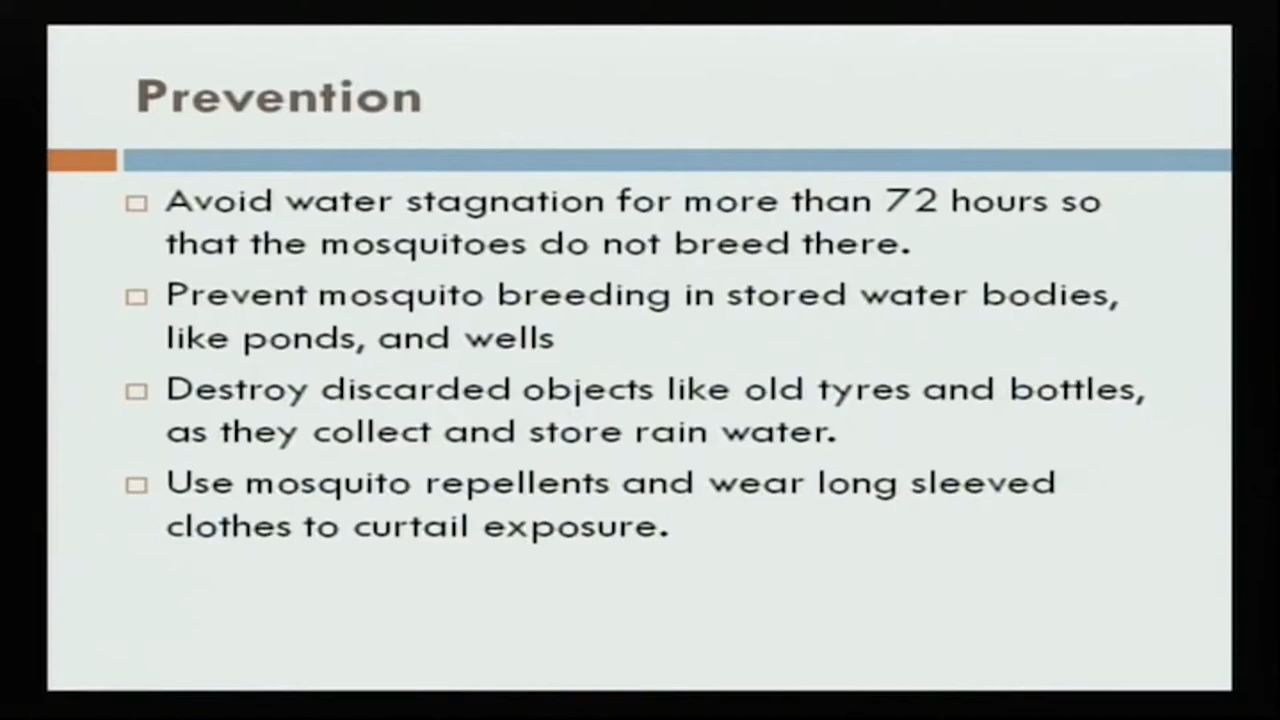 Prevention
Avoid water stagnation for more than 72 hours so
that the mosquitoes do not breed there.
Prevent mosquito breeding in stored water bodies,
like ponds, and wells
Destroy discarded objects like old tyres and bottles,
as they collect and store rain water.
Use mosquito repellents and wear long sleeved
clothes to curtail exposure.